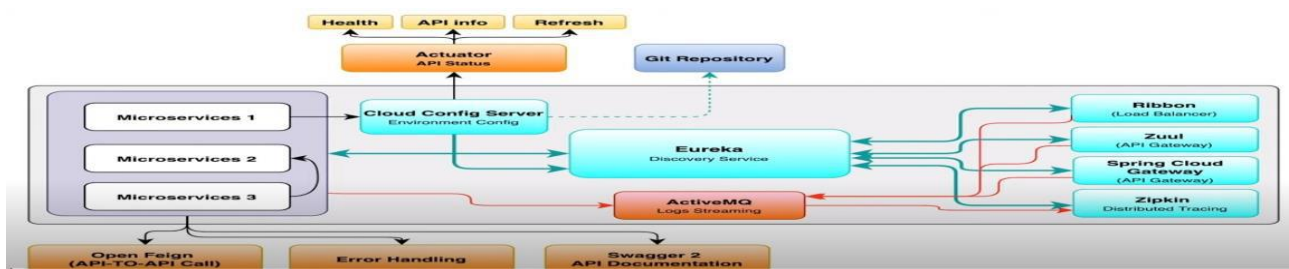 Health
API info
Refresh
Actuator
API Status
Git Repository
Microservices 1
Cloud Config Server
Environment Config
Ribbon
(Load Balancer)
Eureka
Discovery Service
Zuul
(API Gateway)
Microservices 2
Spring Cloud
Gateway
(API Gateway)
Microservices 3
ActiveMQ
Logs Streaming
Zipkin
Distributed Tracing
Open Feign
(API-TO-API Call)
Error Handling
Swagger 2
API Documentation